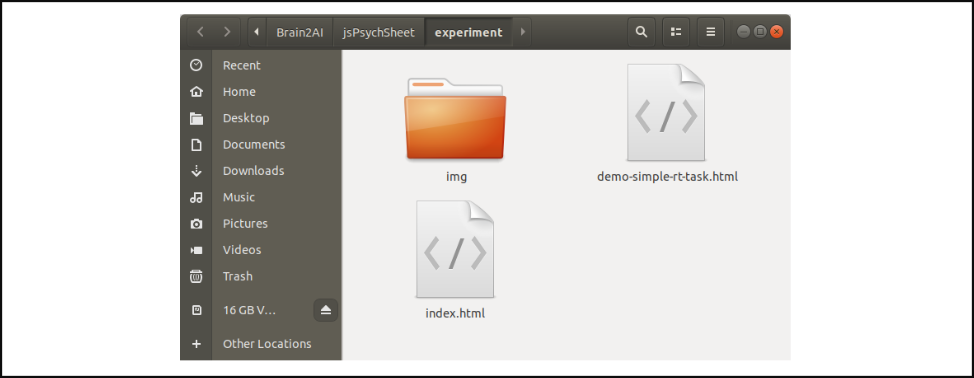 Brain2AI jsPsychSheet experiment
Recent
Home
Desktop
Documents
Downloads
Music
Pictures
Videos
Trash
16 GB V...
Other Locations
img
demo-simple-rt-task.html
index.html